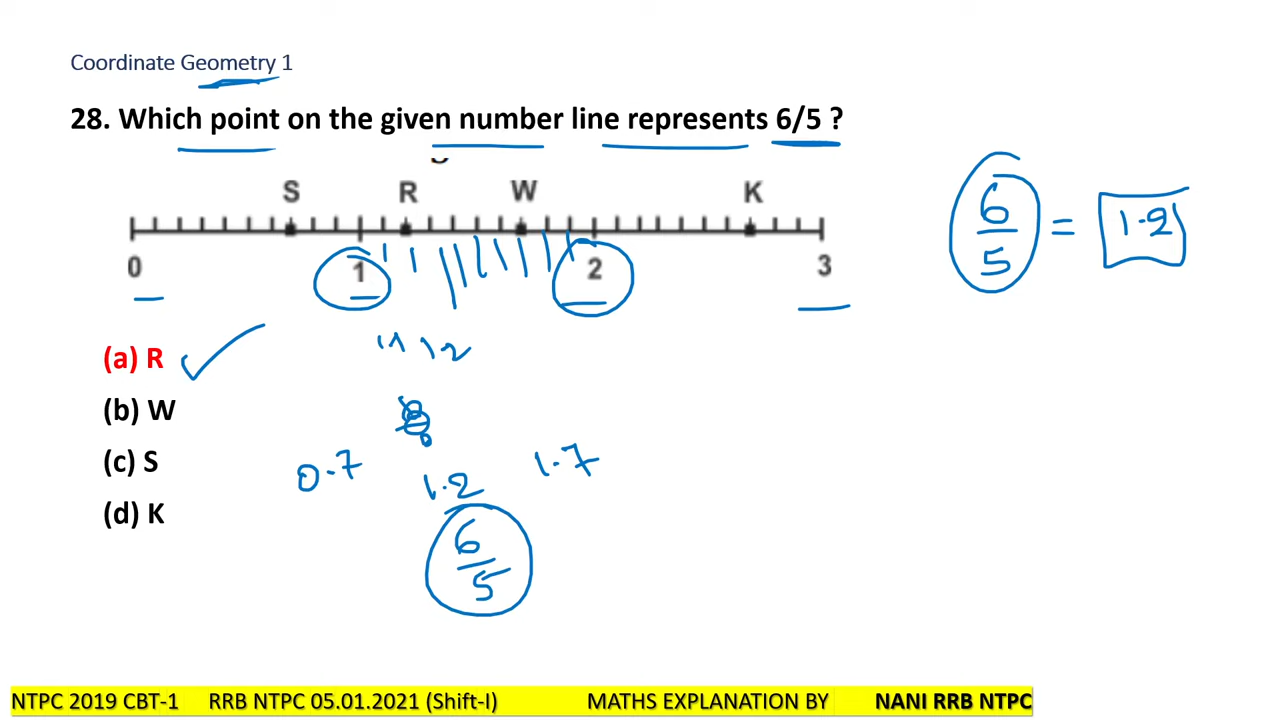 Coordinate Geometry 1
28. Which point on the given number line represents 6/5 ?
S R W K
0 1 2 3
6/5 = 1.2
1.1 1.2
(a) R
(b) W
(c) S
(d) K
0.7 1.2 1.7
6/5
NTPC 2019 CBT-1 RRB NTPC 05.01.2021 (Shift-I) MATHS EXPLANATION BY NANI RRB NTPC